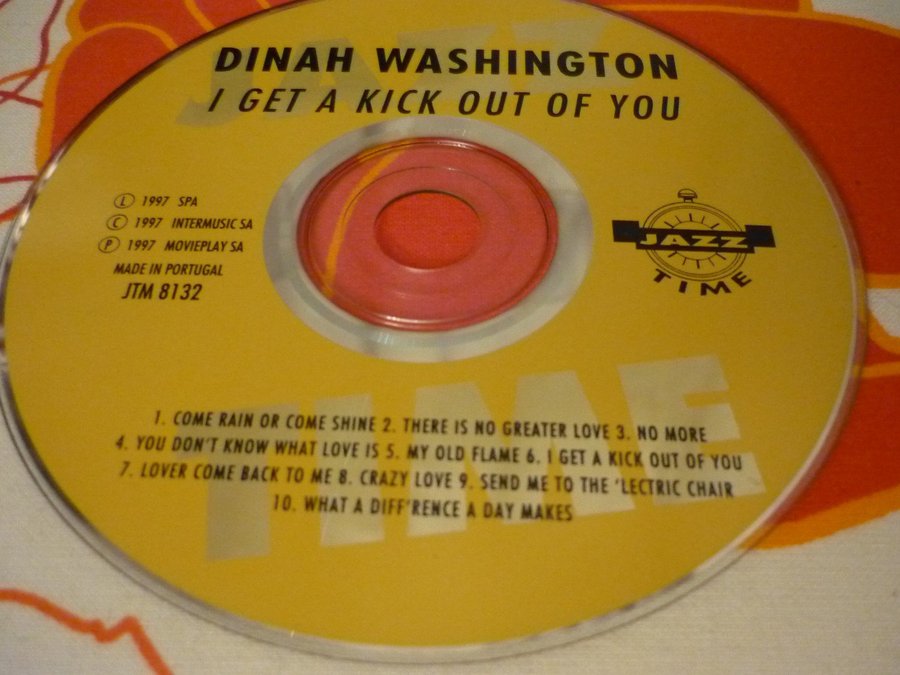 JAZZ
DINAH WASHINGTON
I GET A KICK OUT OF YOU
Ⓛ 1997 SPA
Ⓒ 1997 INTERMUSIC SA
Ⓟ 1997 MOVIEPLAY SA
MADE IN PORTUGAL
JTM 8132
JAZZ
TIME
TIME
1. COME RAIN OR COME SHINE 2. THERE IS NO GREATER LOVE 3. NO MORE
4. YOU DON'T KNOW WHAT LOVE IS 5. MY OLD FLAME 6. I GET A KICK OUT OF YOU
7. LOVER COME BACK TO ME 8. CRAZY LOVE 9. SEND ME TO THE 'LECTRIC CHAIR
10. WHAT A DIFF'RENCE A DAY MAKES